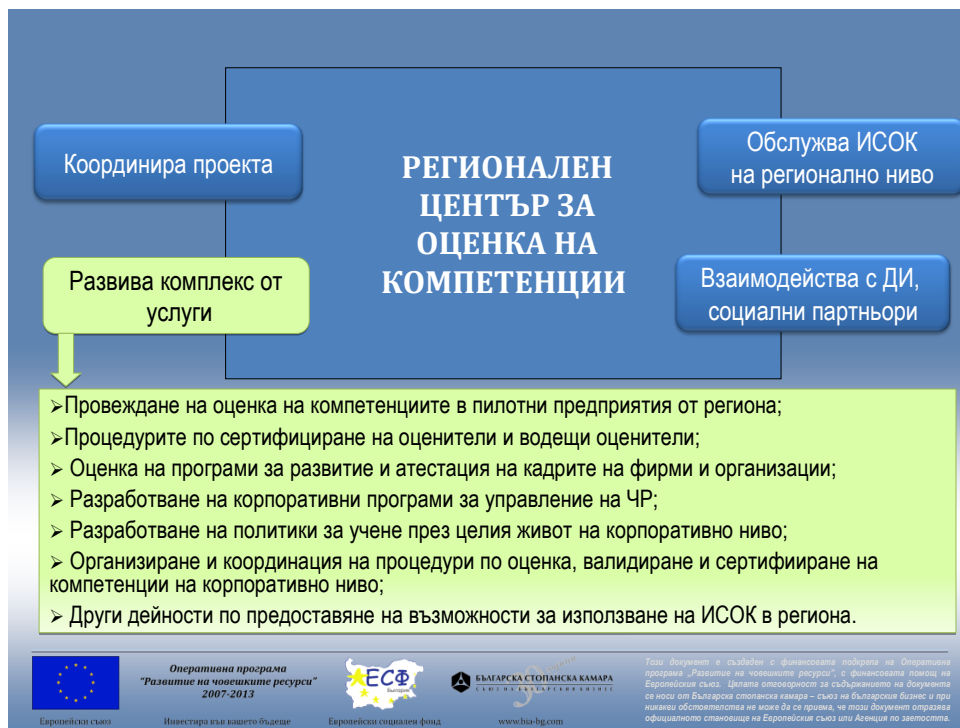 Координира проекта
РЕГИОНАЛЕН
ЦЕНТЪР ЗА
ОЦЕНКА НА
КОМПЕТЕНЦИИ
Обслужва ИСОК
на регионално ниво
Развива комплекс от
услуги
Взаимодейства с ДИ,
социални партньори
➢Провеждане на оценка на компетенциите в пилотни предприятия от региона;
➢Процедурите по сертифициране на оценители и водещи оценители;
➢ Оценка на програми за развитие и атестация на кадрите на фирми и организации;
➢ Разработване на корпоративни програми за управление на ЧР;
➢ Разработване на политики за учене през целия живот на корпоративно ниво;
➢ Организиране и координация на процедури по оценка, валидиране и сертифииране на
компетенции на корпоративно ниво;
➢ Други дейности по предоставяне на възможности за използване на ИСОК в региона.
Европейски съюз
Оперативна програма
"Развитие на човешките ресурси"
2007-2013
Инвестира във вашето бъдеще
ЕСФ
България
Европейски социален фонд
БЪЛГАРСКА СТОПАНСКА КАМАРА
СЪЮЗ НА БЪЛГАРСКИЯ БИЗНЕС
www.bia-bg.com
Този документ е създаден с финансовата подкрепа на Оперативна
програма „Развитие на човешките ресурси", с финансовата помощ на
Европейския съюз. Цялата отговорност за съдържанието на документа
се носи от Българска стопанска камара – съюз на българския бизнес и при
никакви обстоятелства не може да се приема, че този документ отразява
официалното становище на Европейския съюз или Агенция по заетостта.